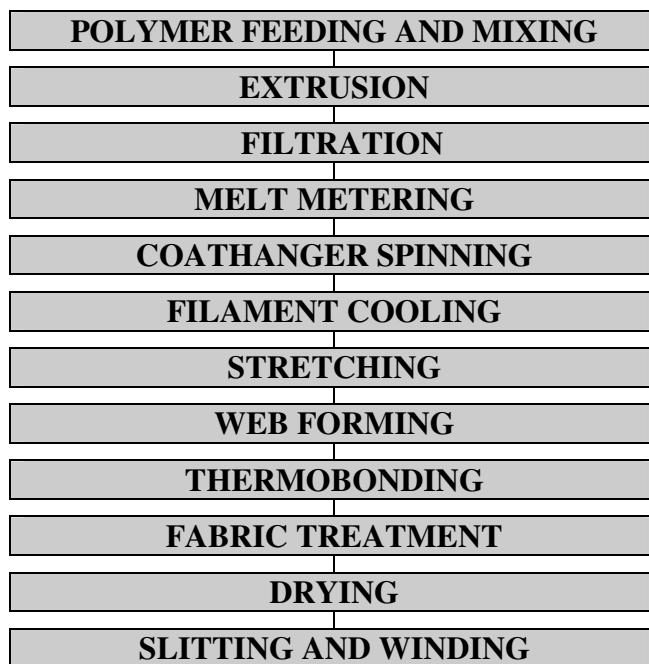 POLYMER FEEDING AND MIXING
EXTRUSION
FILTRATION
MELT METERING
COATHANGER SPINNING
FILAMENT COOLING
STRETCHING
WEB FORMING
THERMOBONDING
FABRIC TREATMENT
DRYING
SLITTING AND WINDING